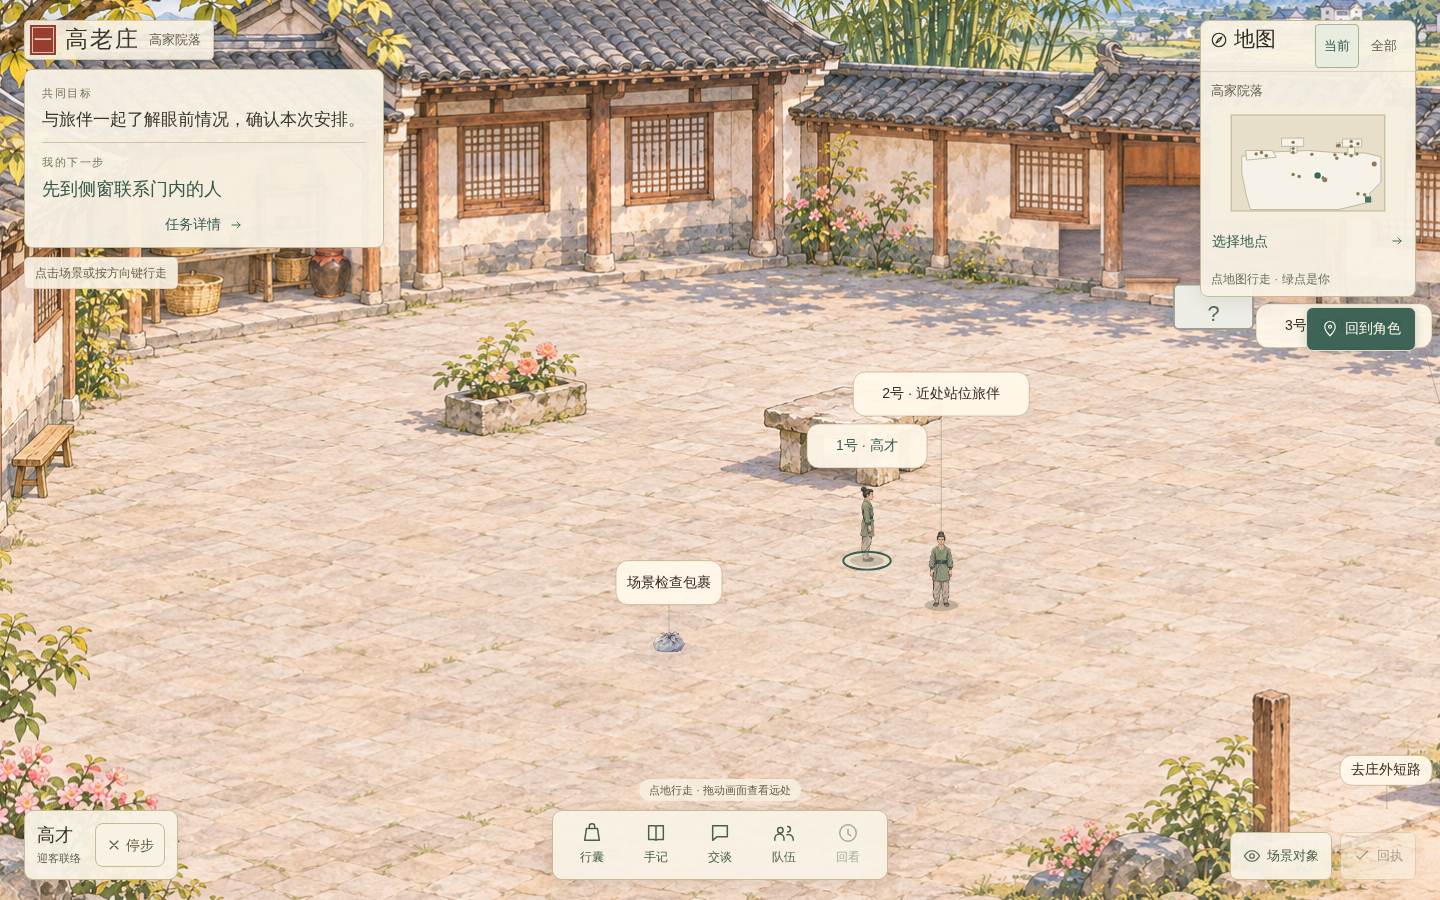 高老庄 高家院落
共同目标
与旅伴一起了解眼前情况，确认本次安排。
我的下一步
先到侧窗联系门内的人
任务详情 →
点击场景或按方向键行走
地图 当前 全部
高家院落
选择地点 →
点地图行走 · 绿点是你
?
3号
回到角色
2号 · 近处站位旅伴
1号 · 高才
场景检查包裹
去庄外短路
点地行走 · 拖动画面查看远处
高才
迎客联络
停步
行囊 手记 交谈 队伍 回看
场景对象 回执